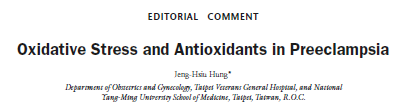 EDITORIAL COMMENT
Oxidative Stress and Antioxidants in Preeclampsia
Jeng-Hsiu Hung*
Department of Obstetrics and Gynecology, Taipei Veterans General Hospital, and National
Yang-Ming University School of Medicine, Taipei, Taiwan, R.O.C.